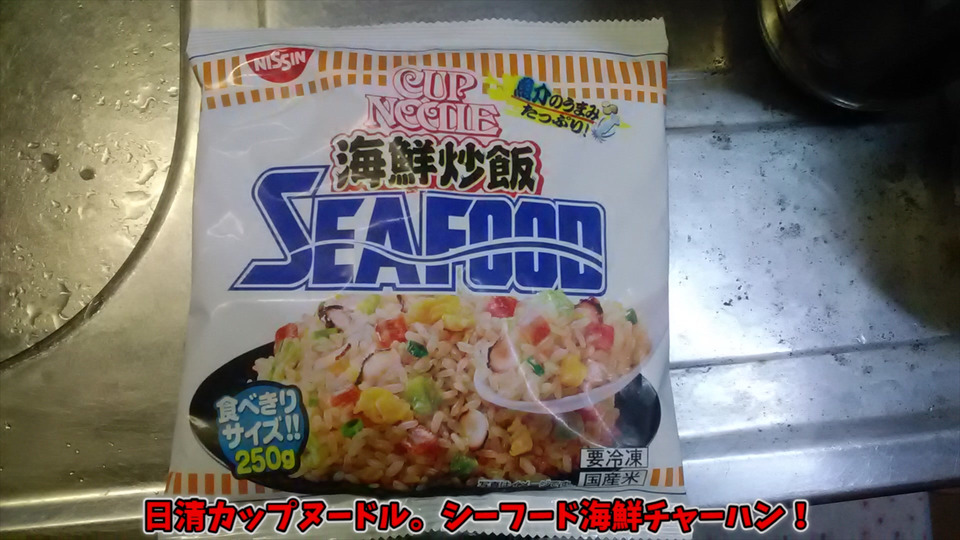 NISSIN
CUP
NOODLE
魚介のうまみ
たっぷり!
海鮮炒飯
SEAFOOD
食べきり
サイズ!!
250g
要冷凍
国産米
日清カップヌードル。シーフード海鮮チャーハン！